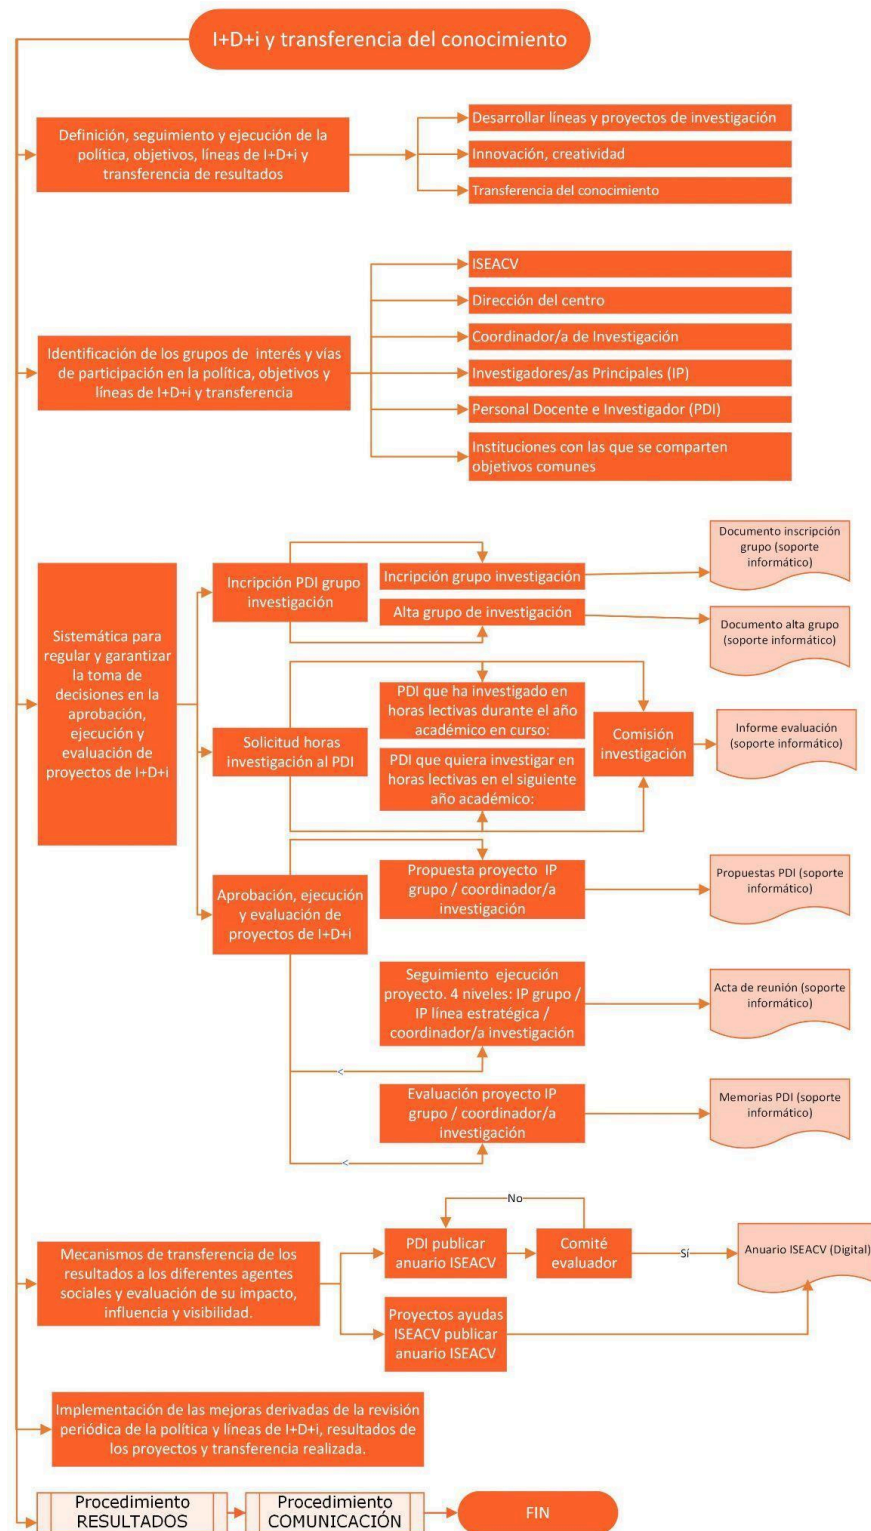 I+D+i y transferencia del conocimiento
Definición, seguimiento y ejecución de la
política, objetivos, líneas de I+D+i y
transferencia de resultados
Desarrollar líneas y proyectos de investigación
Innovación, creatividad
Transferencia del conocimiento
Identificación de los grupos de interés y vías
de participación en la política, objetivos y
líneas de I+D+i y transferencia
ISEACV
Dirección del centro
Coordinador/a de Investigación
Investigadores/as Principales (IP)
Personal Docente e Investigador (PDI)
Instituciones con las que se comparten
objetivos comunes
Sistemática para
regular y garantizar
la toma de
decisiones en la
aprobación,
ejecución y
evaluación de
proyectos de I+D+i
Incripción PDI grupo
investigación
Incripción grupo investigación
Documento inscripción
grupo (soporte
informático)
Alta grupo de investigación
Documento alta grupo
(soporte informático)
Solicitud horas
investigación al PDI
PDI que ha investigado en
horas lectivas durante el año
académico en curso:
PDI que quiera investigar en
horas lectivas en el siguiente
año académico:
Comisión
investigación
Informe evaluación
(soporte informático)
Aprobación, ejecución
y evaluación de
proyectos de I+D+i
Propuesta proyecto IP
grupo / coordinador/a
investigación
Propuestas PDI (soporte
informático)
Seguimiento ejecución
proyecto. 4 niveles: IP grupo /
IP línea estratégica /
coordinador/a investigación
Acta de reunión (soporte
informático)
<
Evaluación proyecto IP
grupo / coordinador/a
investigación
Memorias PDI (soporte
informático)
<
Mecanismos de transferencia de los
resultados a los diferentes agentes
sociales y evaluación de su impacto,
influencia y visibilidad.
No
PDI publicar
anuario ISEACV
Comité
evaluador
Sí
Anuario ISEACV (Digital)
Proyectos ayudas
ISEACV publicar
anuario ISEACV
Implementación de las mejoras derivadas de la revisión
periódica de la política y líneas de I+D+i, resultados de
los proyectos y transferencia realizada.
Procedimiento
RESULTADOS
Procedimiento
COMUNICACIÓN
FIN